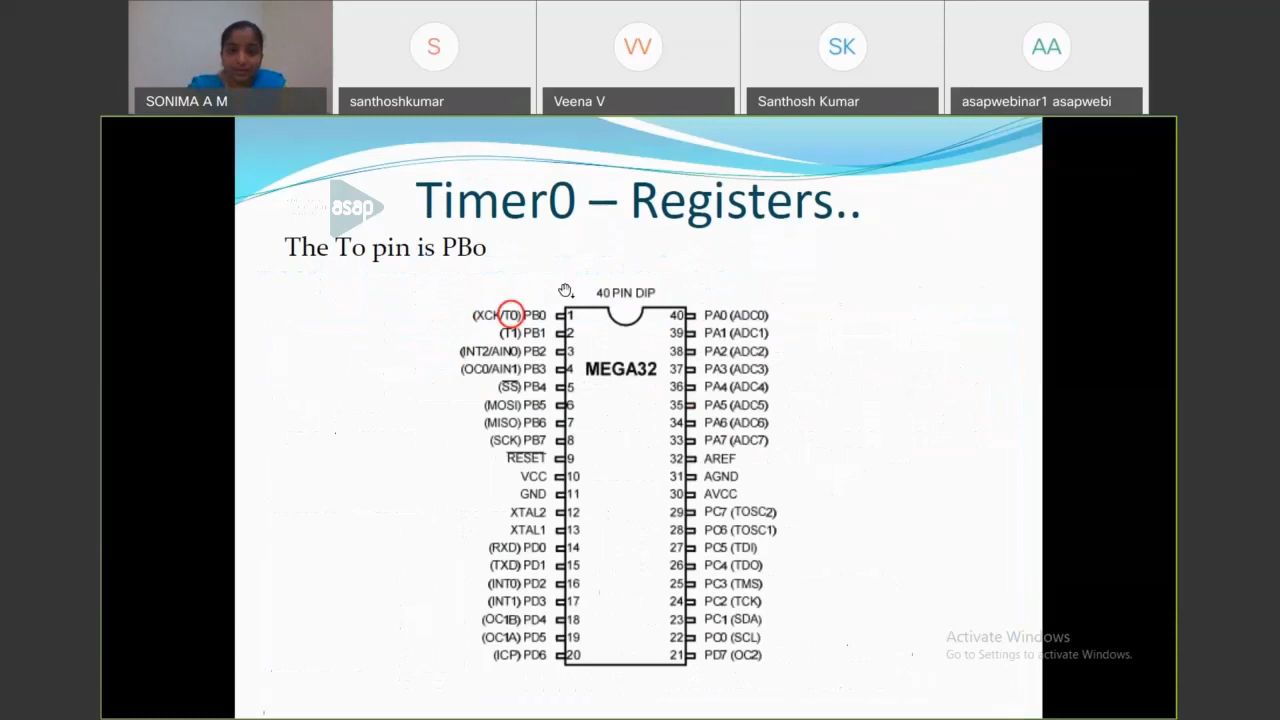 S
VV
SK
AA
SONIMA A M
santhoshkumar
Veena V
Santhosh Kumar
asapwebinar1 asapwebi
asap
Timer0 – Registers..
The To pin is PBo
40 PIN DIP
(XCK/T0) PB0 1 40 PA0 (ADC0)
(T1) PB1 2 39 PA1 (ADC1)
(INT2/AIN0) PB2 3 38 PA2 (ADC2)
(OC0/AIN1) PB3 4 37 PA3 (ADC3)
MEGA32
(SS) PB4 5 36 PA4 (ADC4)
(MOSI) PB5 6 35 PA5 (ADC5)
(MISO) PB6 7 34 PA6 (ADC6)
(SCK) PB7 8 33 PA7 (ADC7)
RESET 9 32 AREF
VCC 10 31 AGND
GND 11 30 AVCC
XTAL2 12 29 PC7 (TOSC2)
XTAL1 13 28 PC6 (TOSC1)
(RXD) PD0 14 27 PC5 (TDI)
(TXD) PD1 15 26 PC4 (TDO)
(INT0) PD2 16 25 PC3 (TMS)
(INT1) PD3 17 24 PC2 (TCK)
(OC1B) PD4 18 23 PC1 (SDA)
(OC1A) PD5 19 22 PC0 (SCL)
(ICP) PD6 20 21 PD7 (OC2)
Activate Windows
Go to Settings to activate Windows.